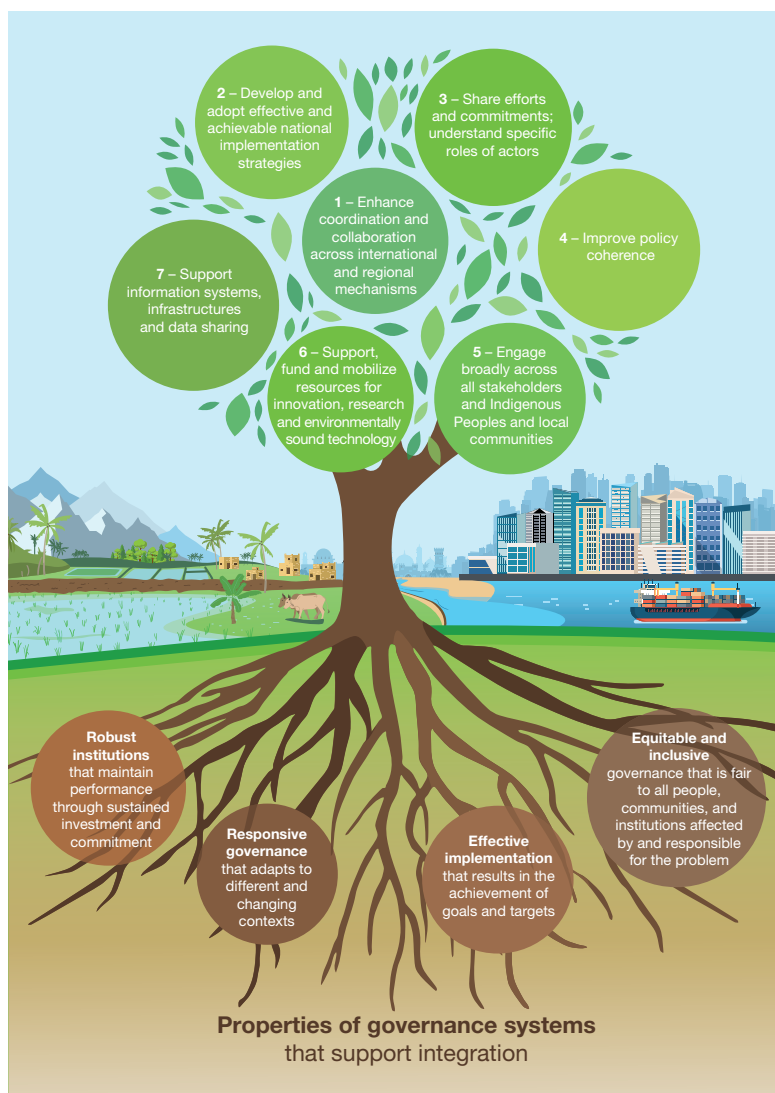 2 – Develop and
adopt effective and
achievable national
implementation
strategies
3 – Share efforts
and commitments;
understand specific
roles of actors
1 – Enhance
coordination and
collaboration
across international
and regional
mechanisms
4 – Improve policy
coherence
7 – Support
information systems,
infrastructures
and data sharing
6 – Support,
fund and mobilize
resources for
innovation, research
and environmentally
sound technology
5 – Engage
broadly across
all stakeholders
and Indigenous
Peoples and local
communities
Robust
institutions
that maintain
performance
through sustained
investment and
commitment
Responsive
governance
that adapts to
different and
changing
contexts
Effective
implementation
that results in the
achievement of
goals and targets
Equitable and
inclusive
governance that is fair
to all people,
communities, and
institutions affected
by and responsible
for the problem
Properties of governance systems
that support integration